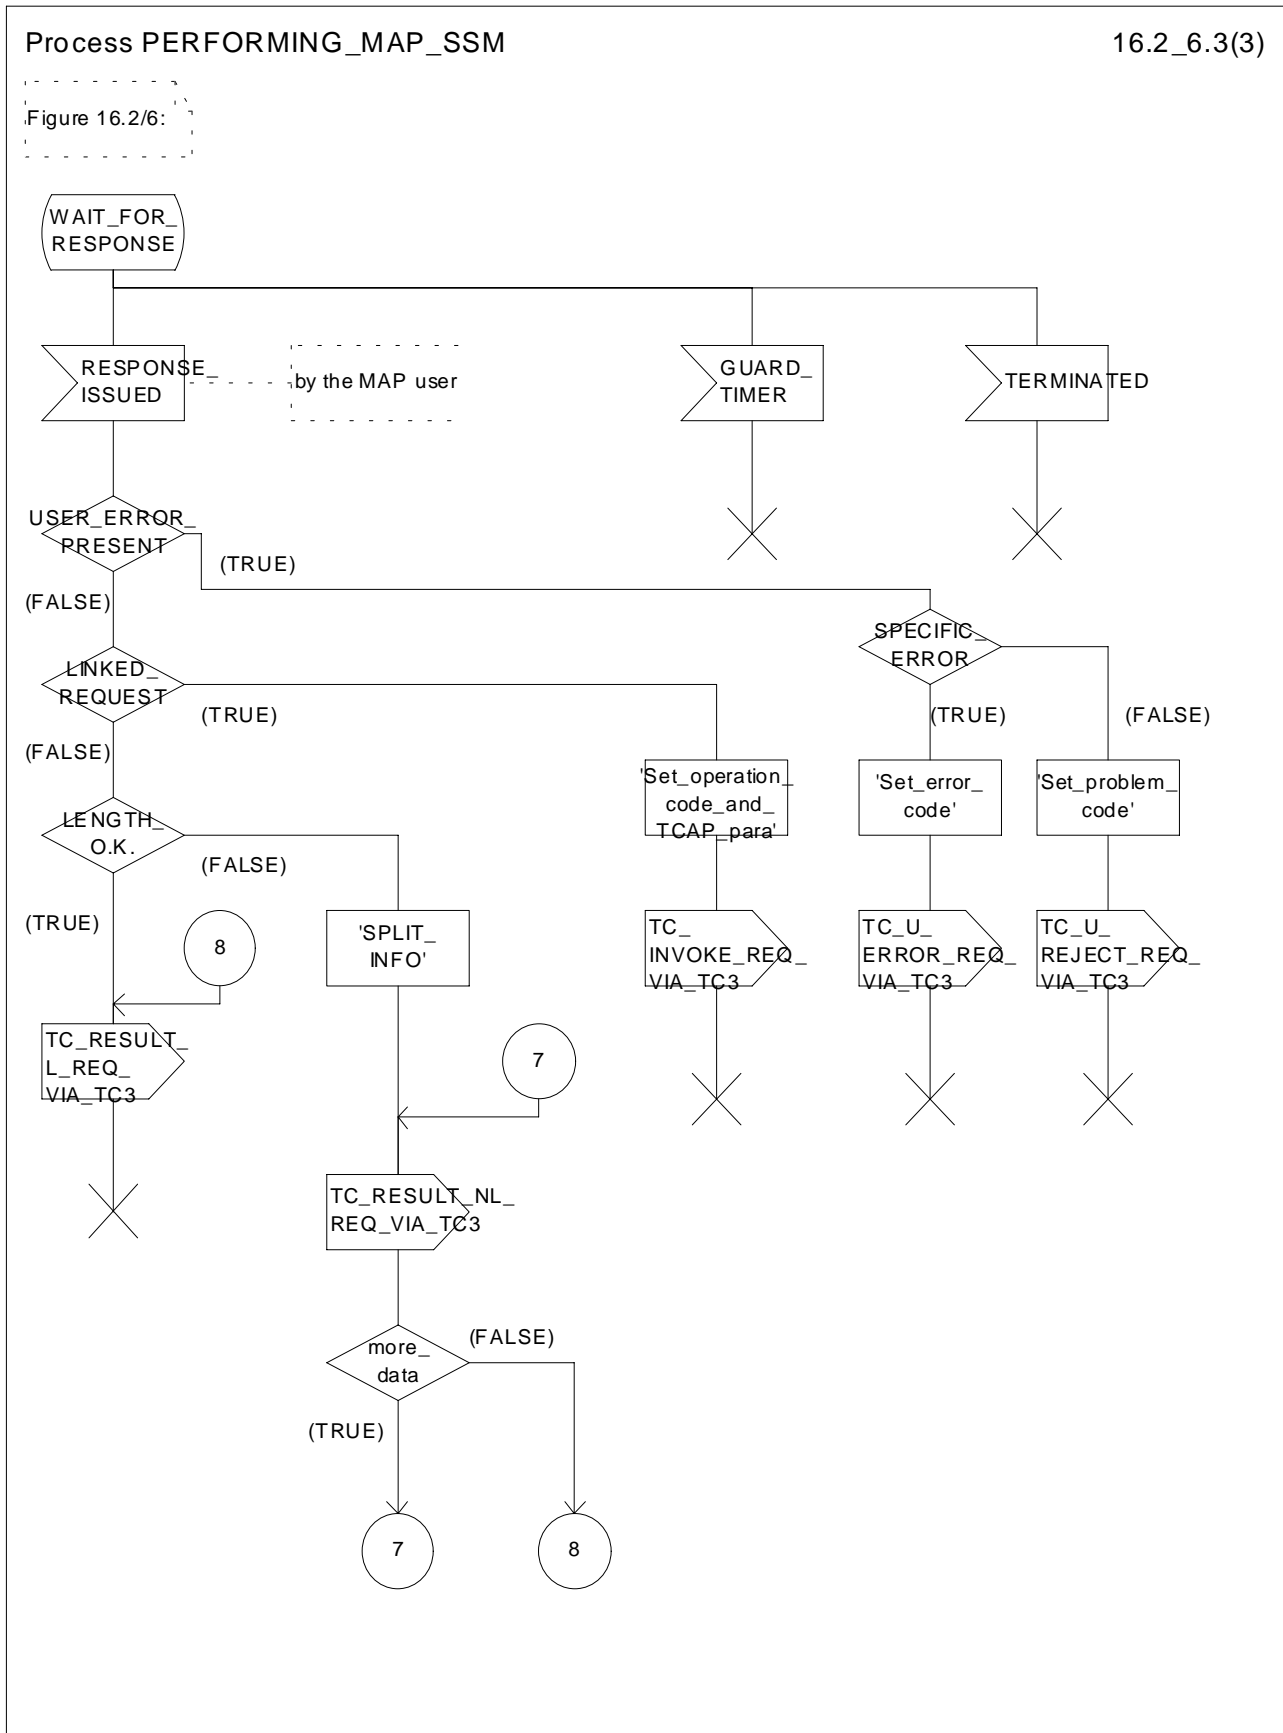 Process PERFORMING_MAP_SSM
16.2_6.3(3)
Figure 16.2/6:
WAIT_FOR_
RESPONSE
RESPONSE_
ISSUED
by the MAP user
GUARD_
TIMER
TERMINATED
USER_ERROR_
PRESENT
(TRUE)
(FALSE)
SPECIFIC_
ERROR
LINKED_
REQUEST
(TRUE)
(TRUE)
(FALSE)
(FALSE)
'Set_operation_
code_and_
TCAP_para'
'Set_error_
code'
'Set_problem_
code'
LENGTH_
O.K.
(FALSE)
(TRUE)
8
'SPLIT_
INFO'
TC_
INVOKE_REQ_
VIA_TC3
TC_U_
ERROR_REQ_
VIA_TC3
TC_U_
REJECT_REQ_
VIA_TC3
TC_RESULT_
L_REQ_
VIA_TC3
7
TC_RESULT_NL_
REQ_VIA_TC3
more_
data
(FALSE)
(TRUE)
7
8